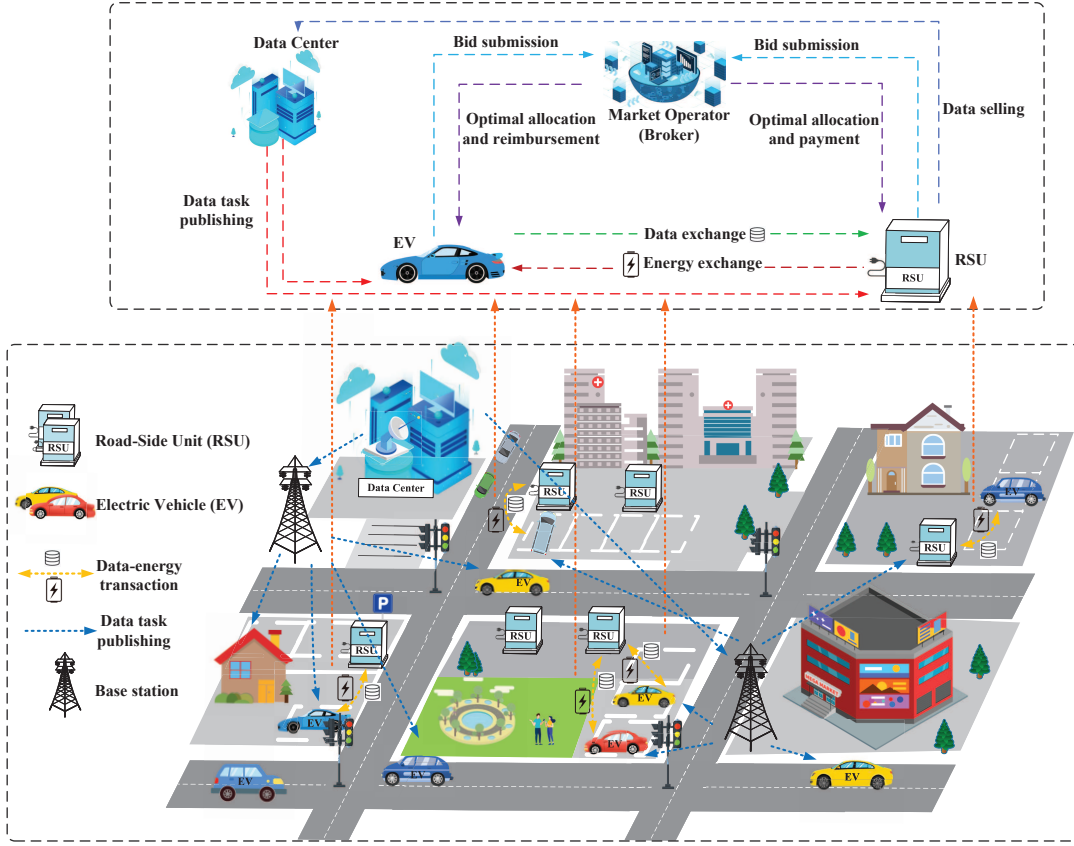 Data Center
Bid submission
Bid submission
Market Operator
(Broker)
Optimal allocation
and reimbursement
Optimal allocation
and payment
Data selling
Data task
publishing
EV
Data exchange
Energy exchange
RSU
RSU
RSU
Road-Side Unit (RSU)
Electric Vehicle (EV)
Data-energy
transaction
Data task
publishing
Base station
Data Center
RSU
RSU
EV
RSU
EV
P
RSU
RSU
RSU
EV
EV
EV
EV
EV
EV
EV